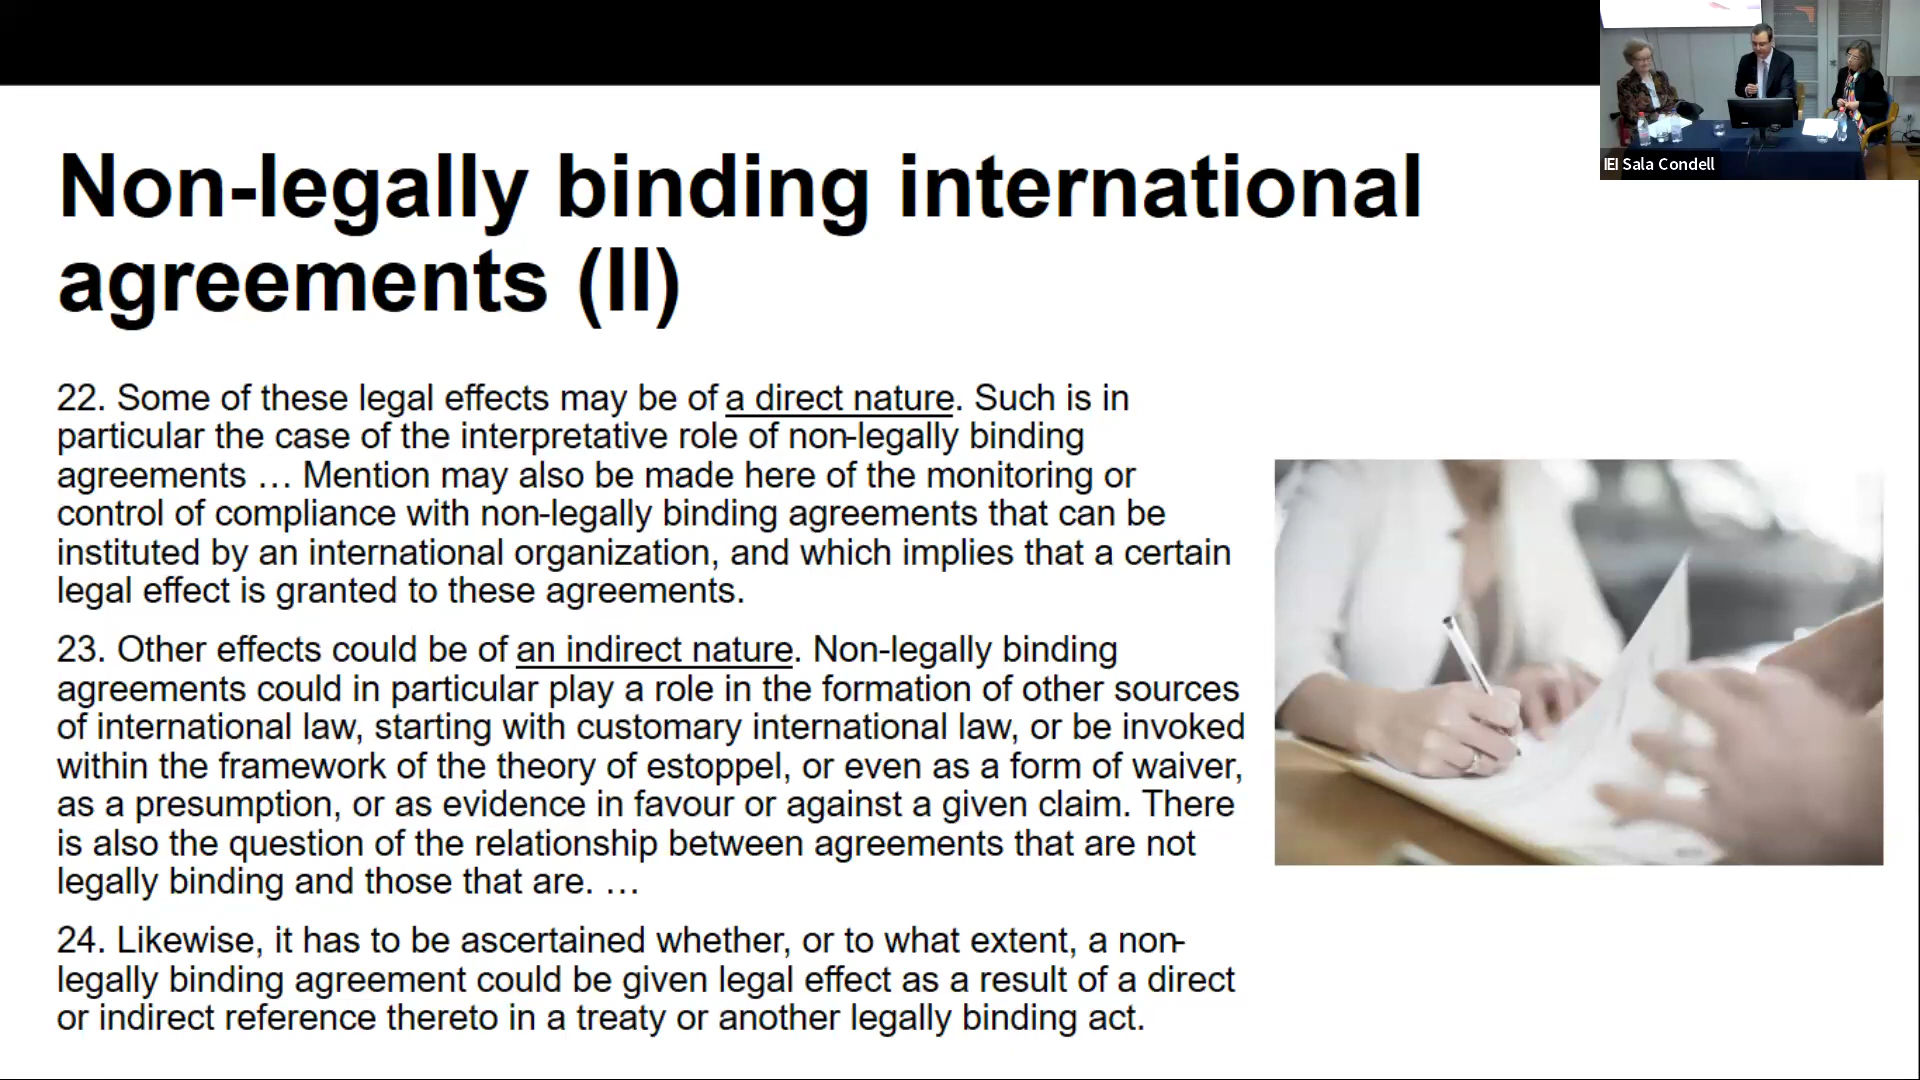 IEI Sala Condell
Non-legally binding international
agreements (II)
22. Some of these legal effects may be of a direct nature. Such is in
particular the case of the interpretative role of non-legally binding
agreements … Mention may also be made here of the monitoring or
control of compliance with non-legally binding agreements that can be
instituted by an international organization, and which implies that a certain
legal effect is granted to these agreements.
23. Other effects could be of an indirect nature. Non-legally binding
agreements could in particular play a role in the formation of other sources
of international law, starting with customary international law, or be invoked
within the framework of the theory of estoppel, or even as a form of waiver,
as a presumption, or as evidence in favour or against a given claim. There
is also the question of the relationship between agreements that are not
legally binding and those that are. …
24. Likewise, it has to be ascertained whether, or to what extent, a non-
legally binding agreement could be given legal effect as a result of a direct
or indirect reference thereto in a treaty or another legally binding act.